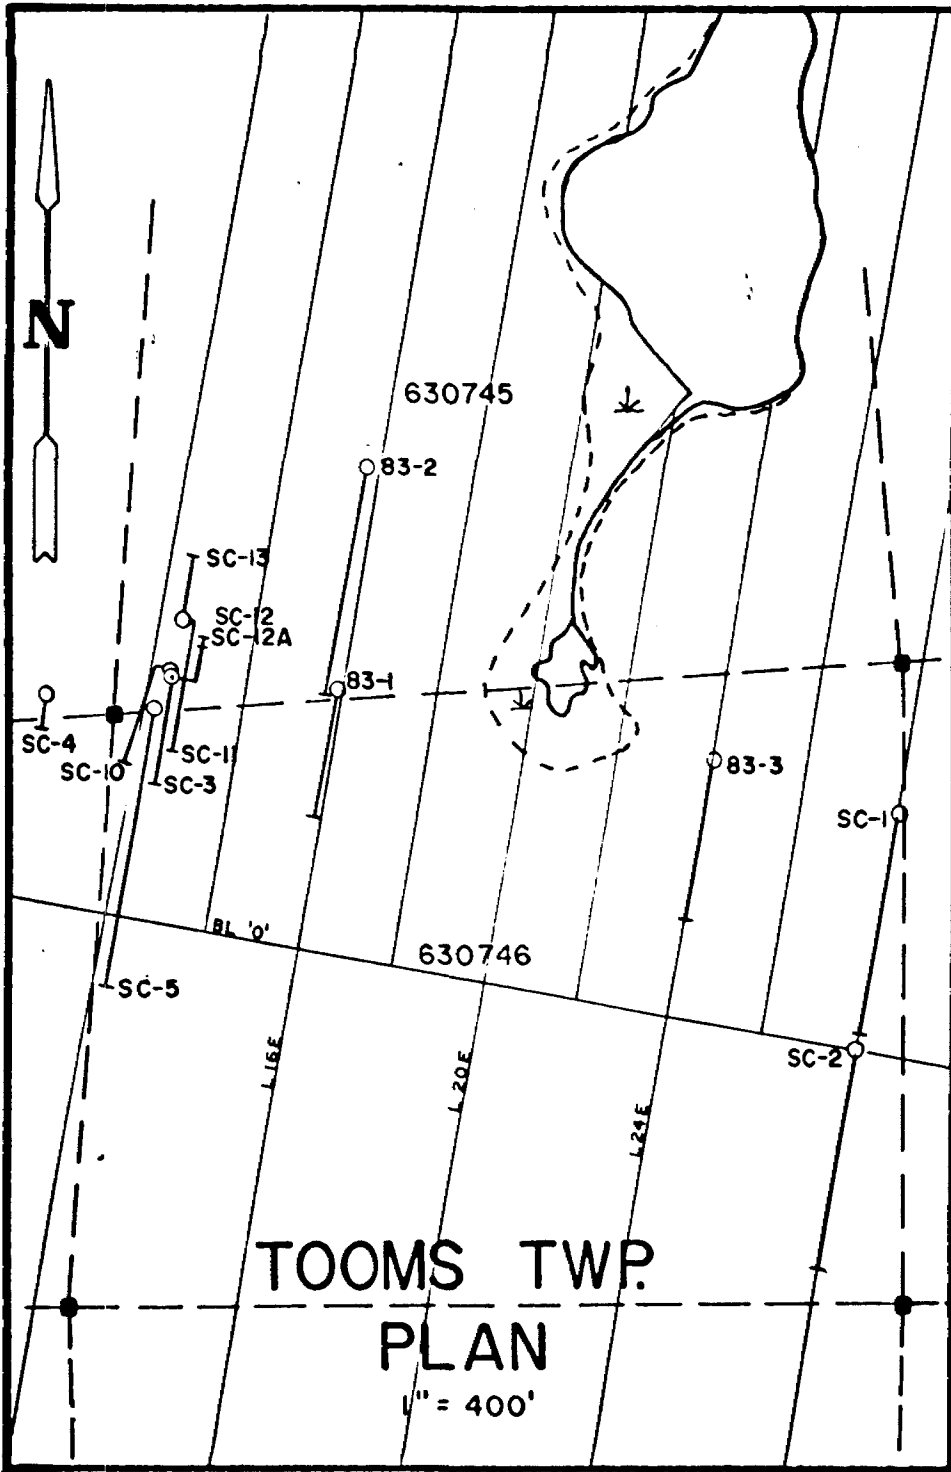 N
630745
83-2
SC-13
SC-12
SC-12A
83-1
SC-4
SC-10
SC-11
SC-3
83-3
SC-1
BL 'O'
630746
SC-5
L 16E
L 20E
L 24E
SC-2
TOOMS TWP.
PLAN
1" = 400'